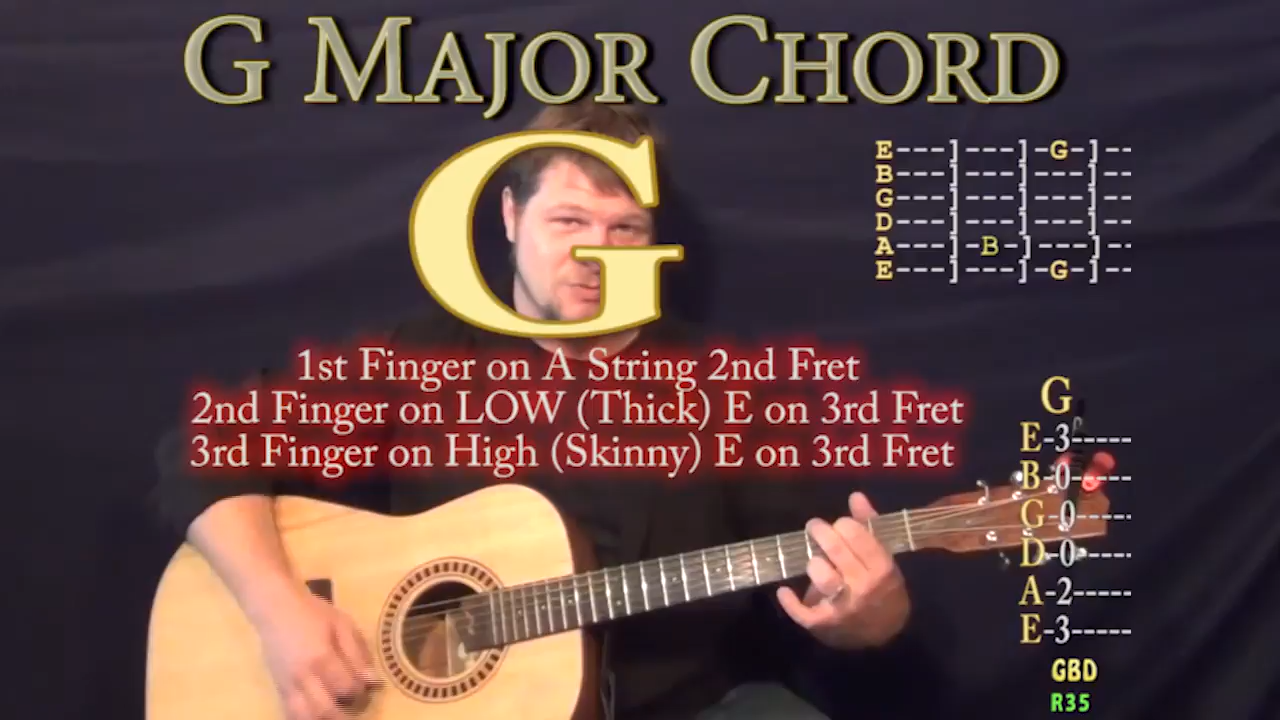 G Major Chord
G
E---]---]-G-]--
B---]---]---]--
G---]---]---]--
D---]---]---]--
A---]-B-]---]--
E---]---]-G-]--
1st Finger on A String 2nd Fret
2nd Finger on LOW (Thick) E on 3rd Fret
3rd Finger on High (Skinny) E on 3rd Fret
G
E-3-----
B-0-----
G-0-----
D-0-----
A-2-----
E-3-----
GBD
R35